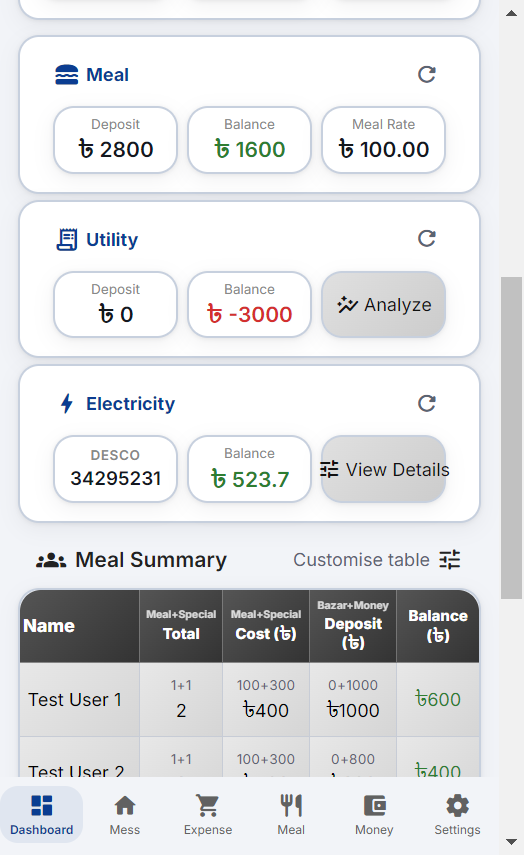 Meal
Deposit
Balance
Meal Rate
৳ 2800
৳ 1600
৳ 100.00
Utility
Deposit
Balance
৳ 0
৳ -3000
Analyze
Electricity
DESCO
Balance
34295231
৳ 523.7
View Details
Meal Summary
Customise table
Name
Meal+Special
Total
Meal+Special
Cost (৳)
Bazar+Money
Deposit
(৳)
Balance
(৳)
Test User 1
1+1
2
100+300
৳400
0+1000
৳1000
৳600
Test User 2
1+1
100+300
0+800
৳400
Dashboard
Mess
Expense
Meal
Money
Settings